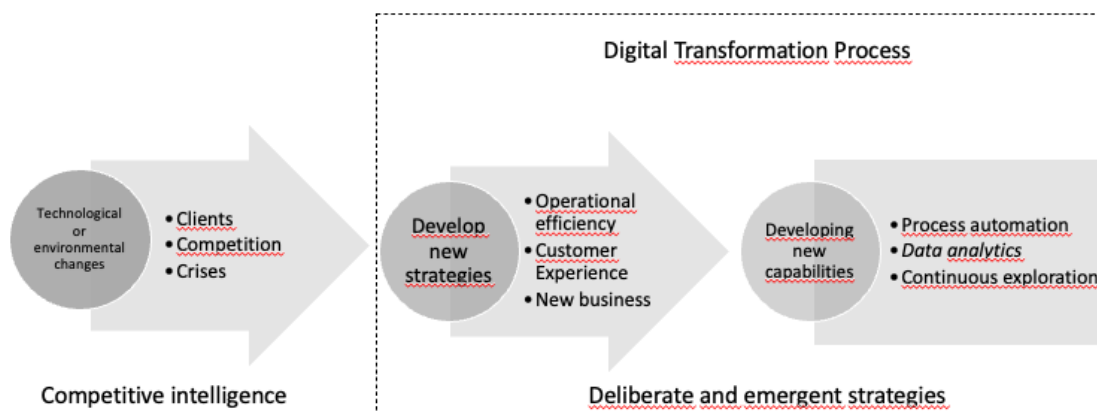 Digital Transformation Process
Technological
or
environmental
changes
• Clients
• Competition
• Crises
Develop
new
strategies
• Operational
efficiency
• Customer
Experience
• New business
Developing
new
capabilities
• Process automation
• Data analytics
• Continuous exploration
Competitive intelligence
Deliberate and emergent strategies